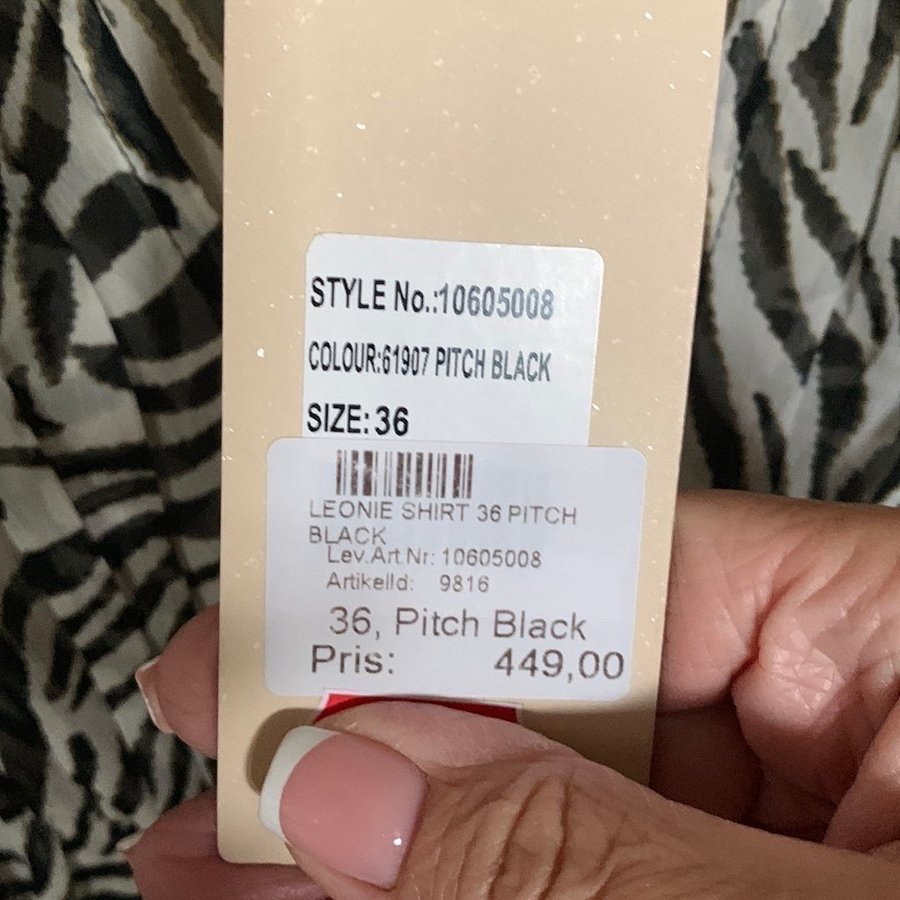 STYLE No.:10605008
COLOUR:61907 PITCH BLACK
SIZE: 36
LEONIE SHIRT 36 PITCH
BLACK
Lev.Art.Nr: 10605008
ArtikelId: 9816
36, Pitch Black
Pris: 449,00